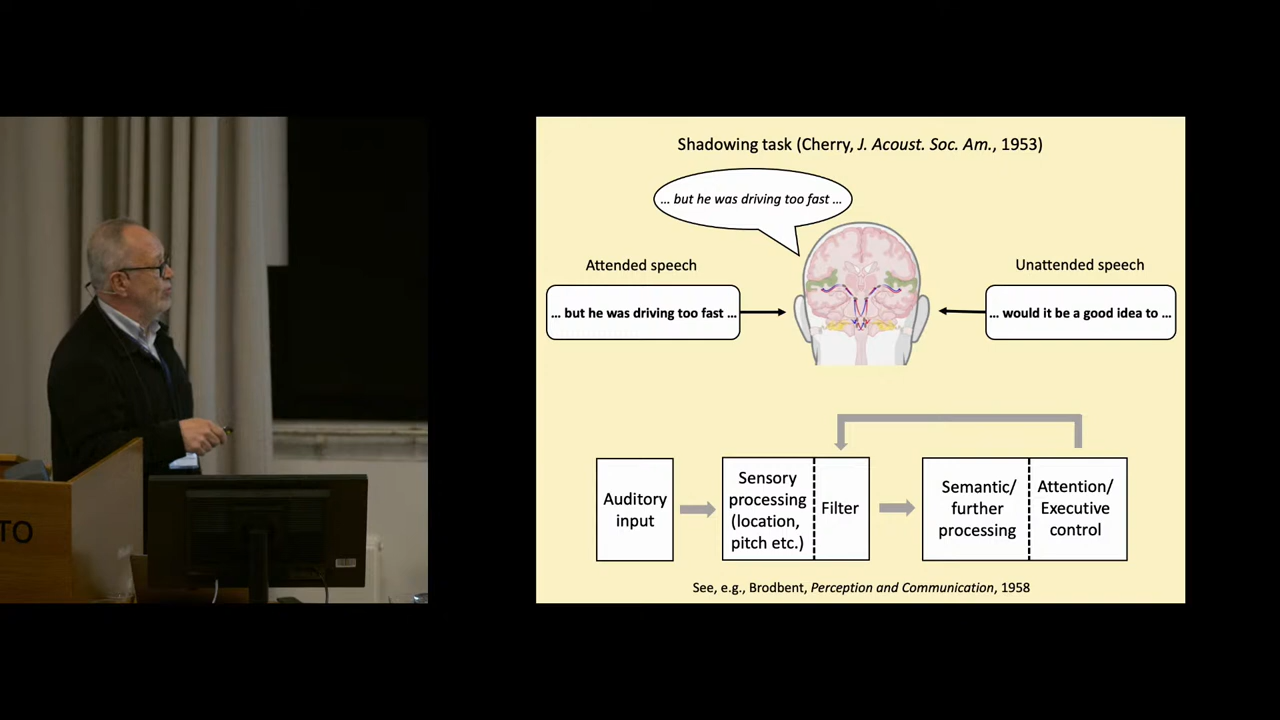 Shadowing task (Cherry, J. Acoust. Soc. Am., 1953)
... but he was driving too fast ...
Attended speech
Unattended speech
... but he was driving too fast ...
... would it be a good idea to ...
Auditory
input
Sensory
processing
(location,
pitch etc.)
Filter
Semantic/
further
processing
Attention/
Executive
control
See, e.g., Brodbent, Perception and Communication, 1958
TO